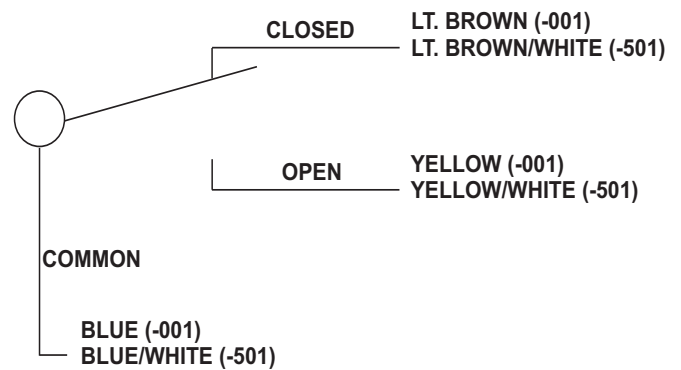 CLOSED
LT. BROWN (-001)
LT. BROWN/WHITE (-501)
OPEN
YELLOW (-001)
YELLOW/WHITE (-501)
COMMON
BLUE (-001)
BLUE/WHITE (-501)